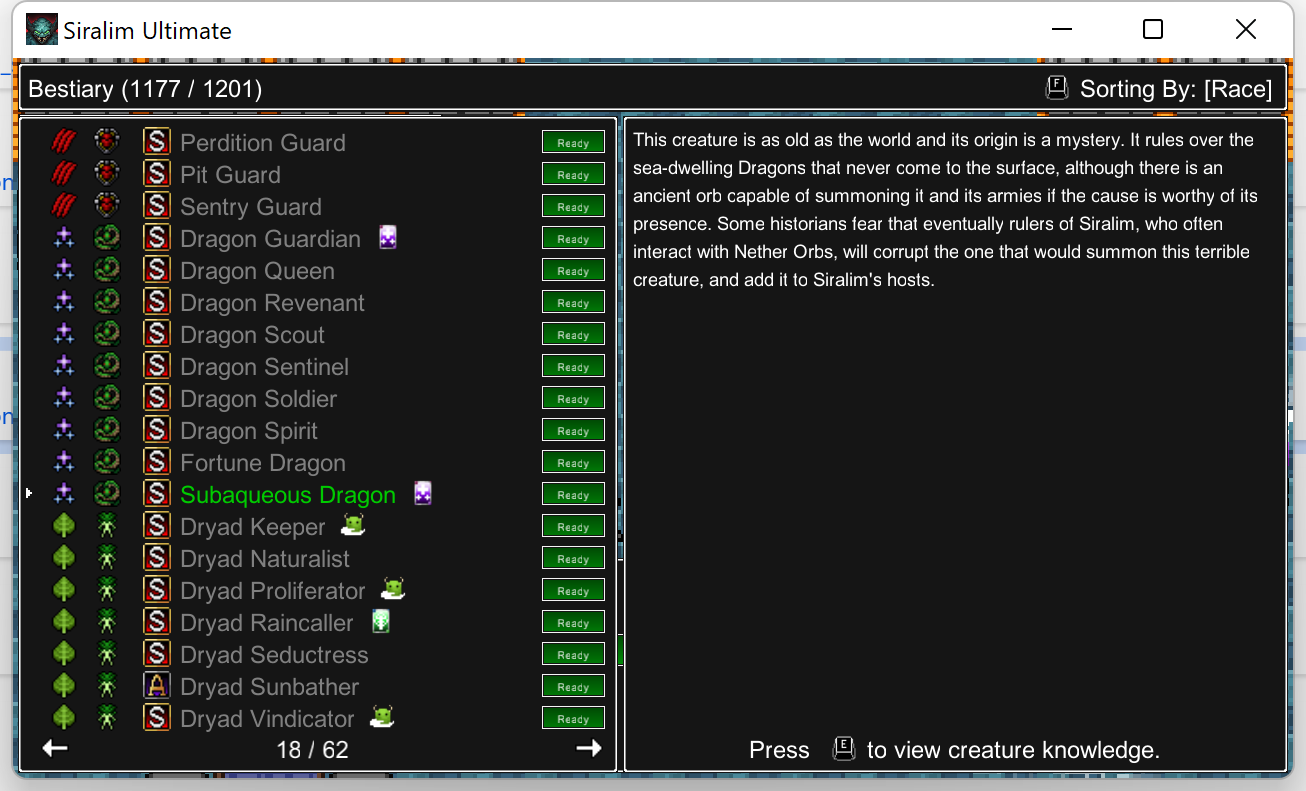 Siralim Ultimate
Bestiary (1177 / 1201)
F Sorting By: [Race]
S Perdition Guard Ready
S Pit Guard Ready
S Sentry Guard Ready
S Dragon Guardian Ready
S Dragon Queen Ready
S Dragon Revenant Ready
S Dragon Scout Ready
S Dragon Sentinel Ready
S Dragon Soldier Ready
S Dragon Spirit Ready
S Fortune Dragon Ready
S Subaqueous Dragon Ready
S Dryad Keeper Ready
S Dryad Naturalist Ready
S Dryad Proliferator Ready
S Dryad Raincaller Ready
S Dryad Seductress Ready
A Dryad Sunbather Ready
S Dryad Vindicator Ready
18 / 62
This creature is as old as the world and its origin is a mystery. It rules over the
sea-dwelling Dragons that never come to the surface, although there is an
ancient orb capable of summoning it and its armies if the cause is worthy of its
presence. Some historians fear that eventually rulers of Siralim, who often
interact with Nether Orbs, will corrupt the one that would summon this terrible
creature, and add it to Siralim's hosts.
Press E to view creature knowledge.